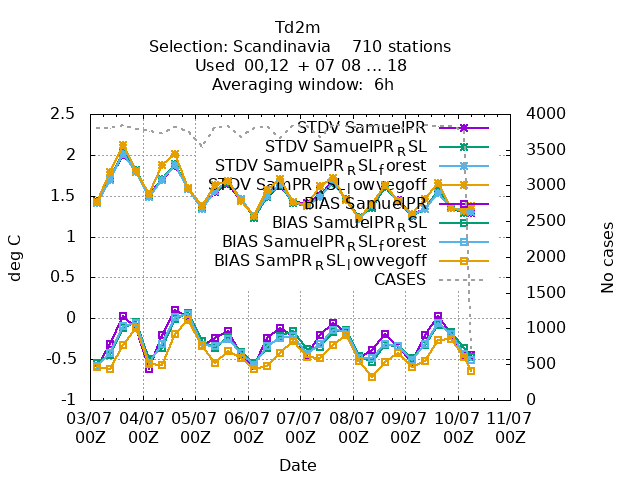 Td2m
Selection: Scandinavia 710 stations
Used 00,12 + 07 08 ... 18
Averaging window: 6h
STDV SamuelPR
STDV SamuelPR_RSL
STDV SamuelPR_RSL_forest
STDV SamPR_RSL_lowvegoff
BIAS SamuelPR
BIAS SamuelPR_RSL
BIAS SamuelPR_RSL_forest
BIAS SamPR_RSL_lowvegoff
CASES
2.5
2
1.5
1
0.5
0
-0.5
-1
deg C
4000
3500
3000
2500
2000
1500
1000
500
0
No cases
03/07 04/07 05/07 06/07 07/07 08/07 09/07 10/07 11/07
00Z 00Z 00Z 00Z 00Z 00Z 00Z 00Z 00Z
Date